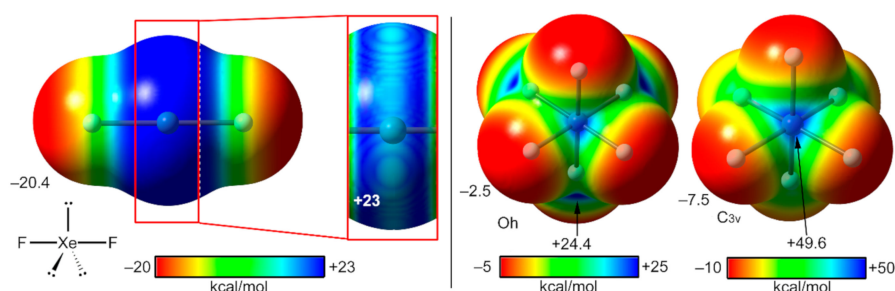 −20.4
F
Xe
F
−20
+23
kcal/mol
+23
−2.5
Oh
+24.4
−5
+25
kcal/mol
−7.5
C3v
+49.6
−10
+50
kcal/mol